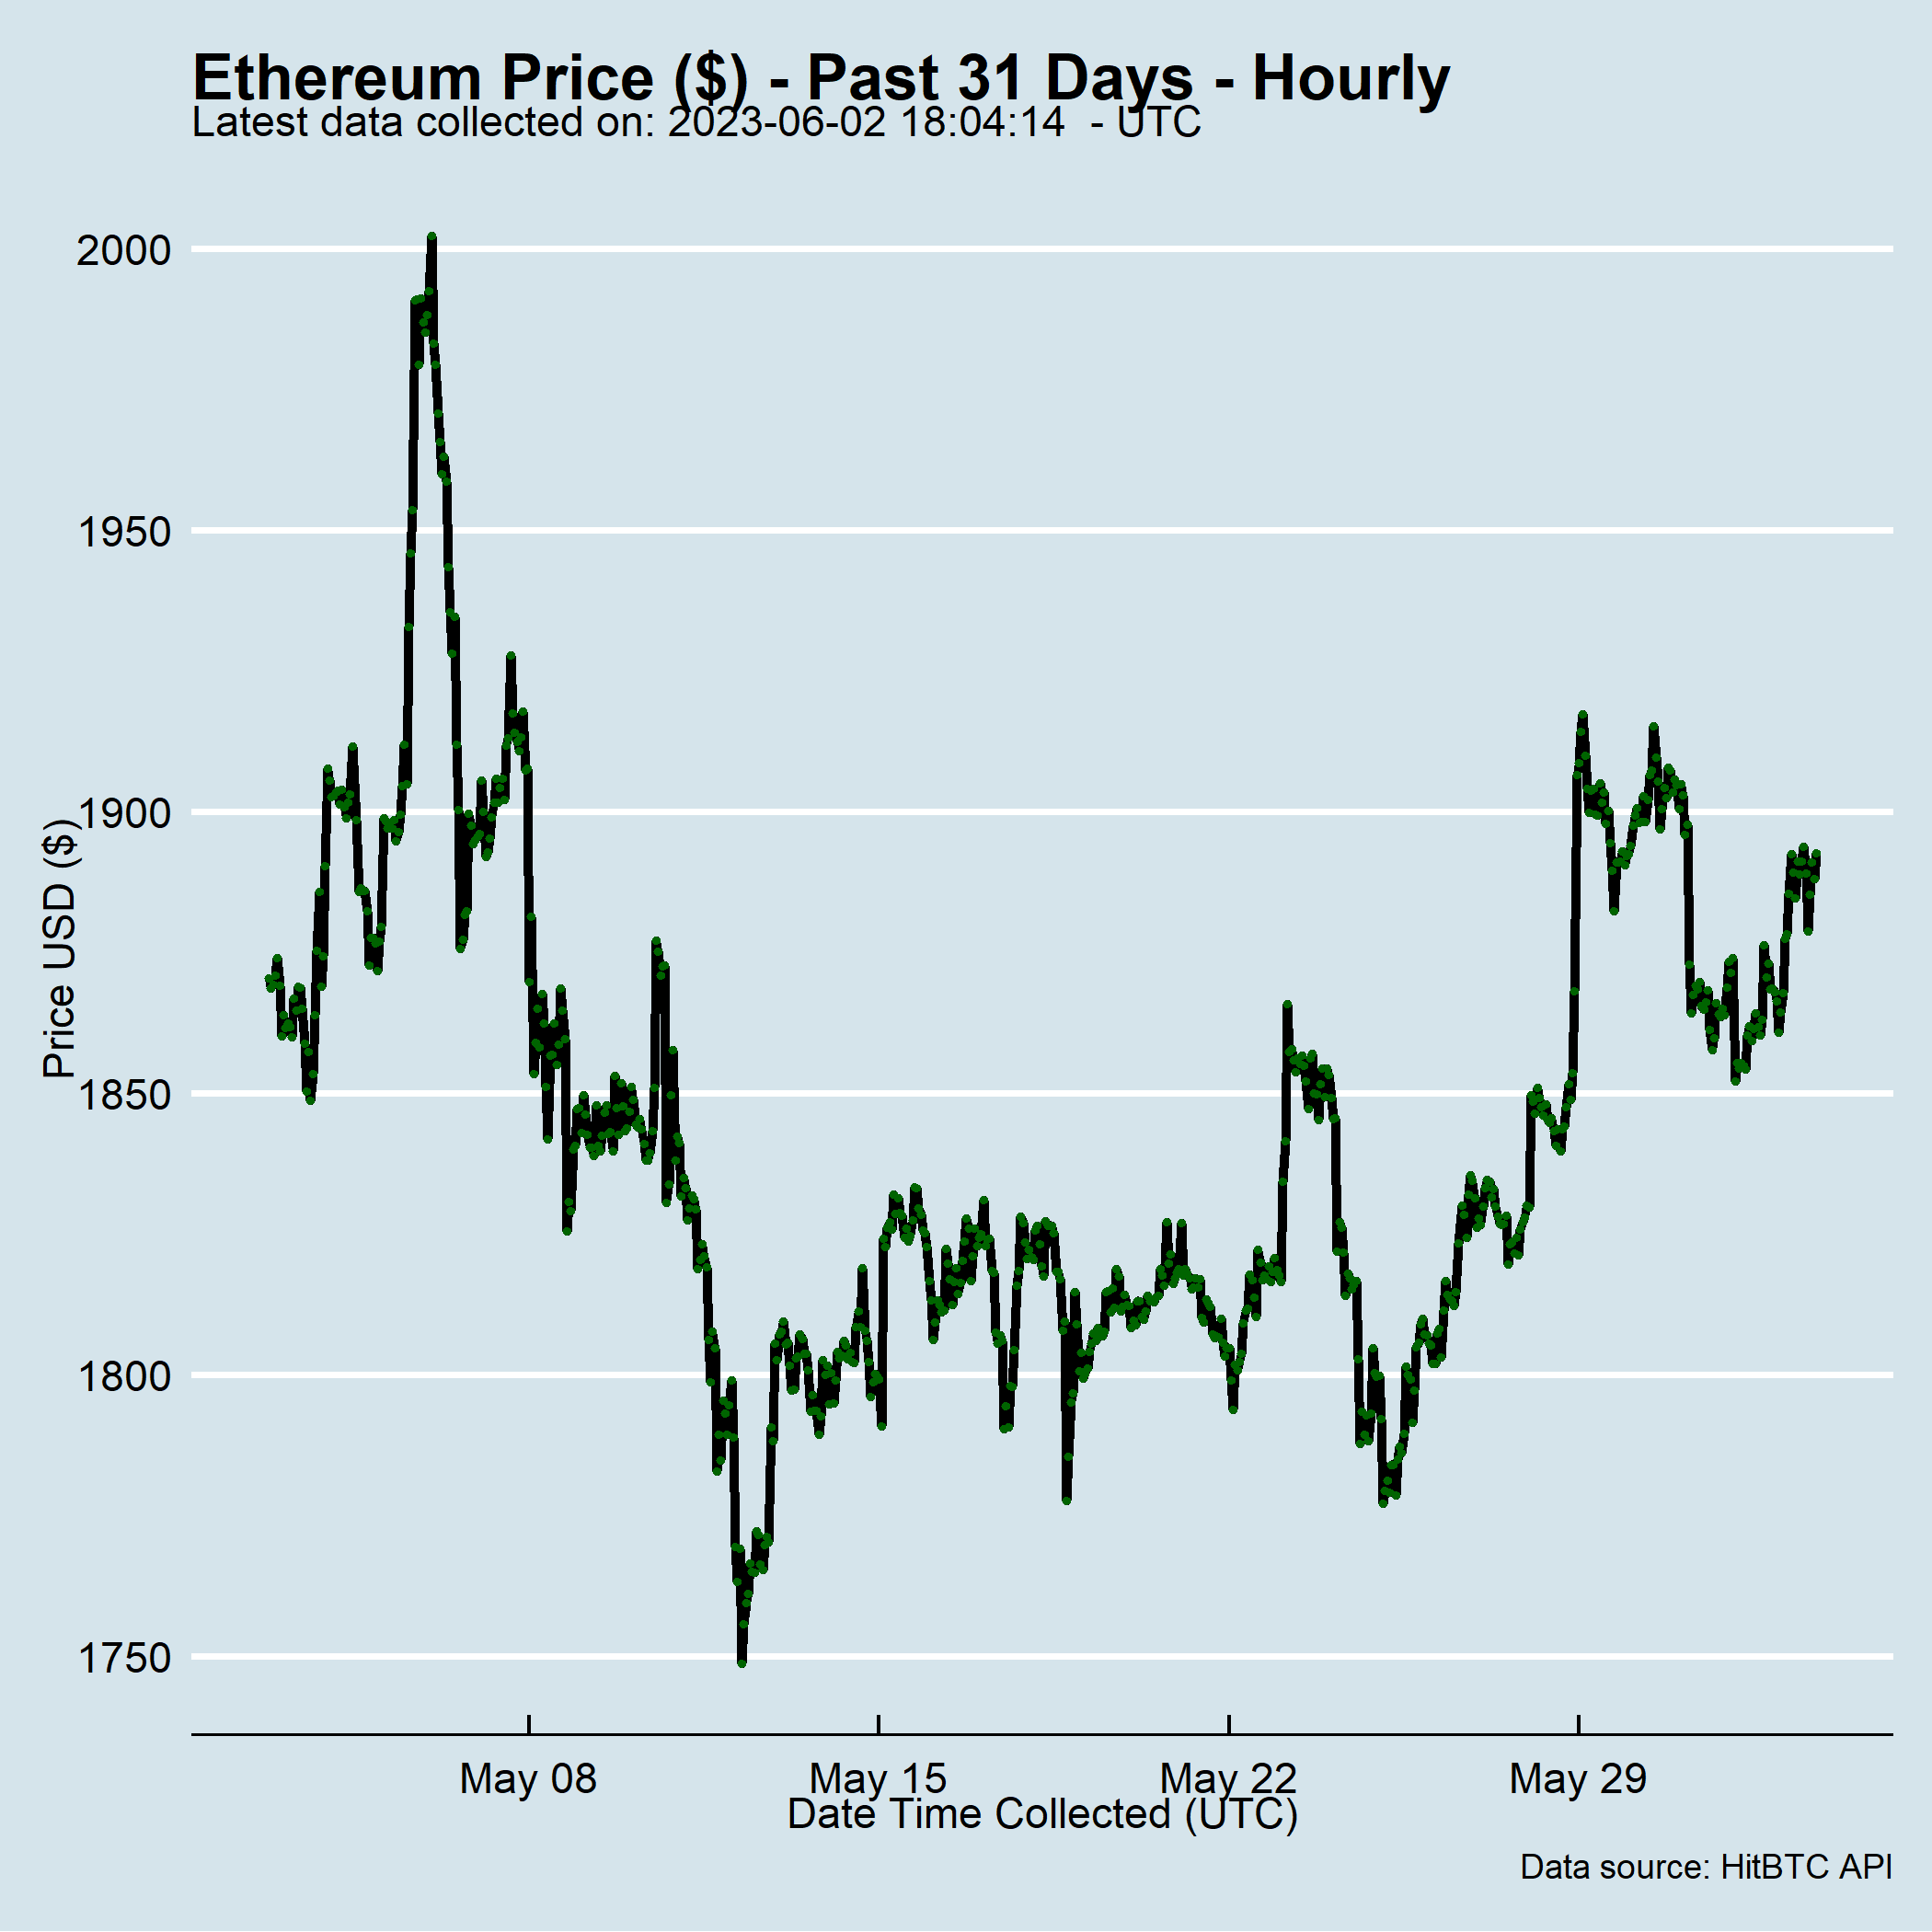 Ethereum Price ($) - Past 31 Days - Hourly
Latest data collected on: 2023-06-02 18:04:14  - UTC
Price USD ($)
2000
1950
1900
1850
1800
1750
May 08
May 15
May 22
May 29
Date Time Collected (UTC)
Data source: HitBTC API